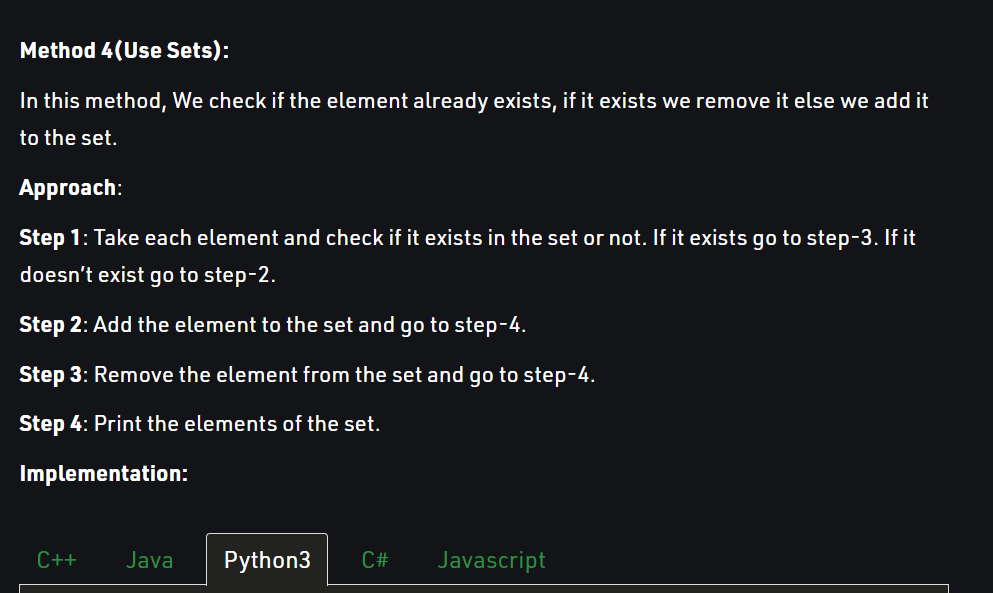 Method 4(Use Sets):
In this method, We check if the element already exists, if it exists we remove it else we add it
to the set.
Approach:
Step 1: Take each element and check if it exists in the set or not. If it exists go to step-3. If it
doesn’t exist go to step-2.
Step 2: Add the element to the set and go to step-4.
Step 3: Remove the element from the set and go to step-4.
Step 4: Print the elements of the set.
Implementation:
C++ Java Python3 C# Javascript